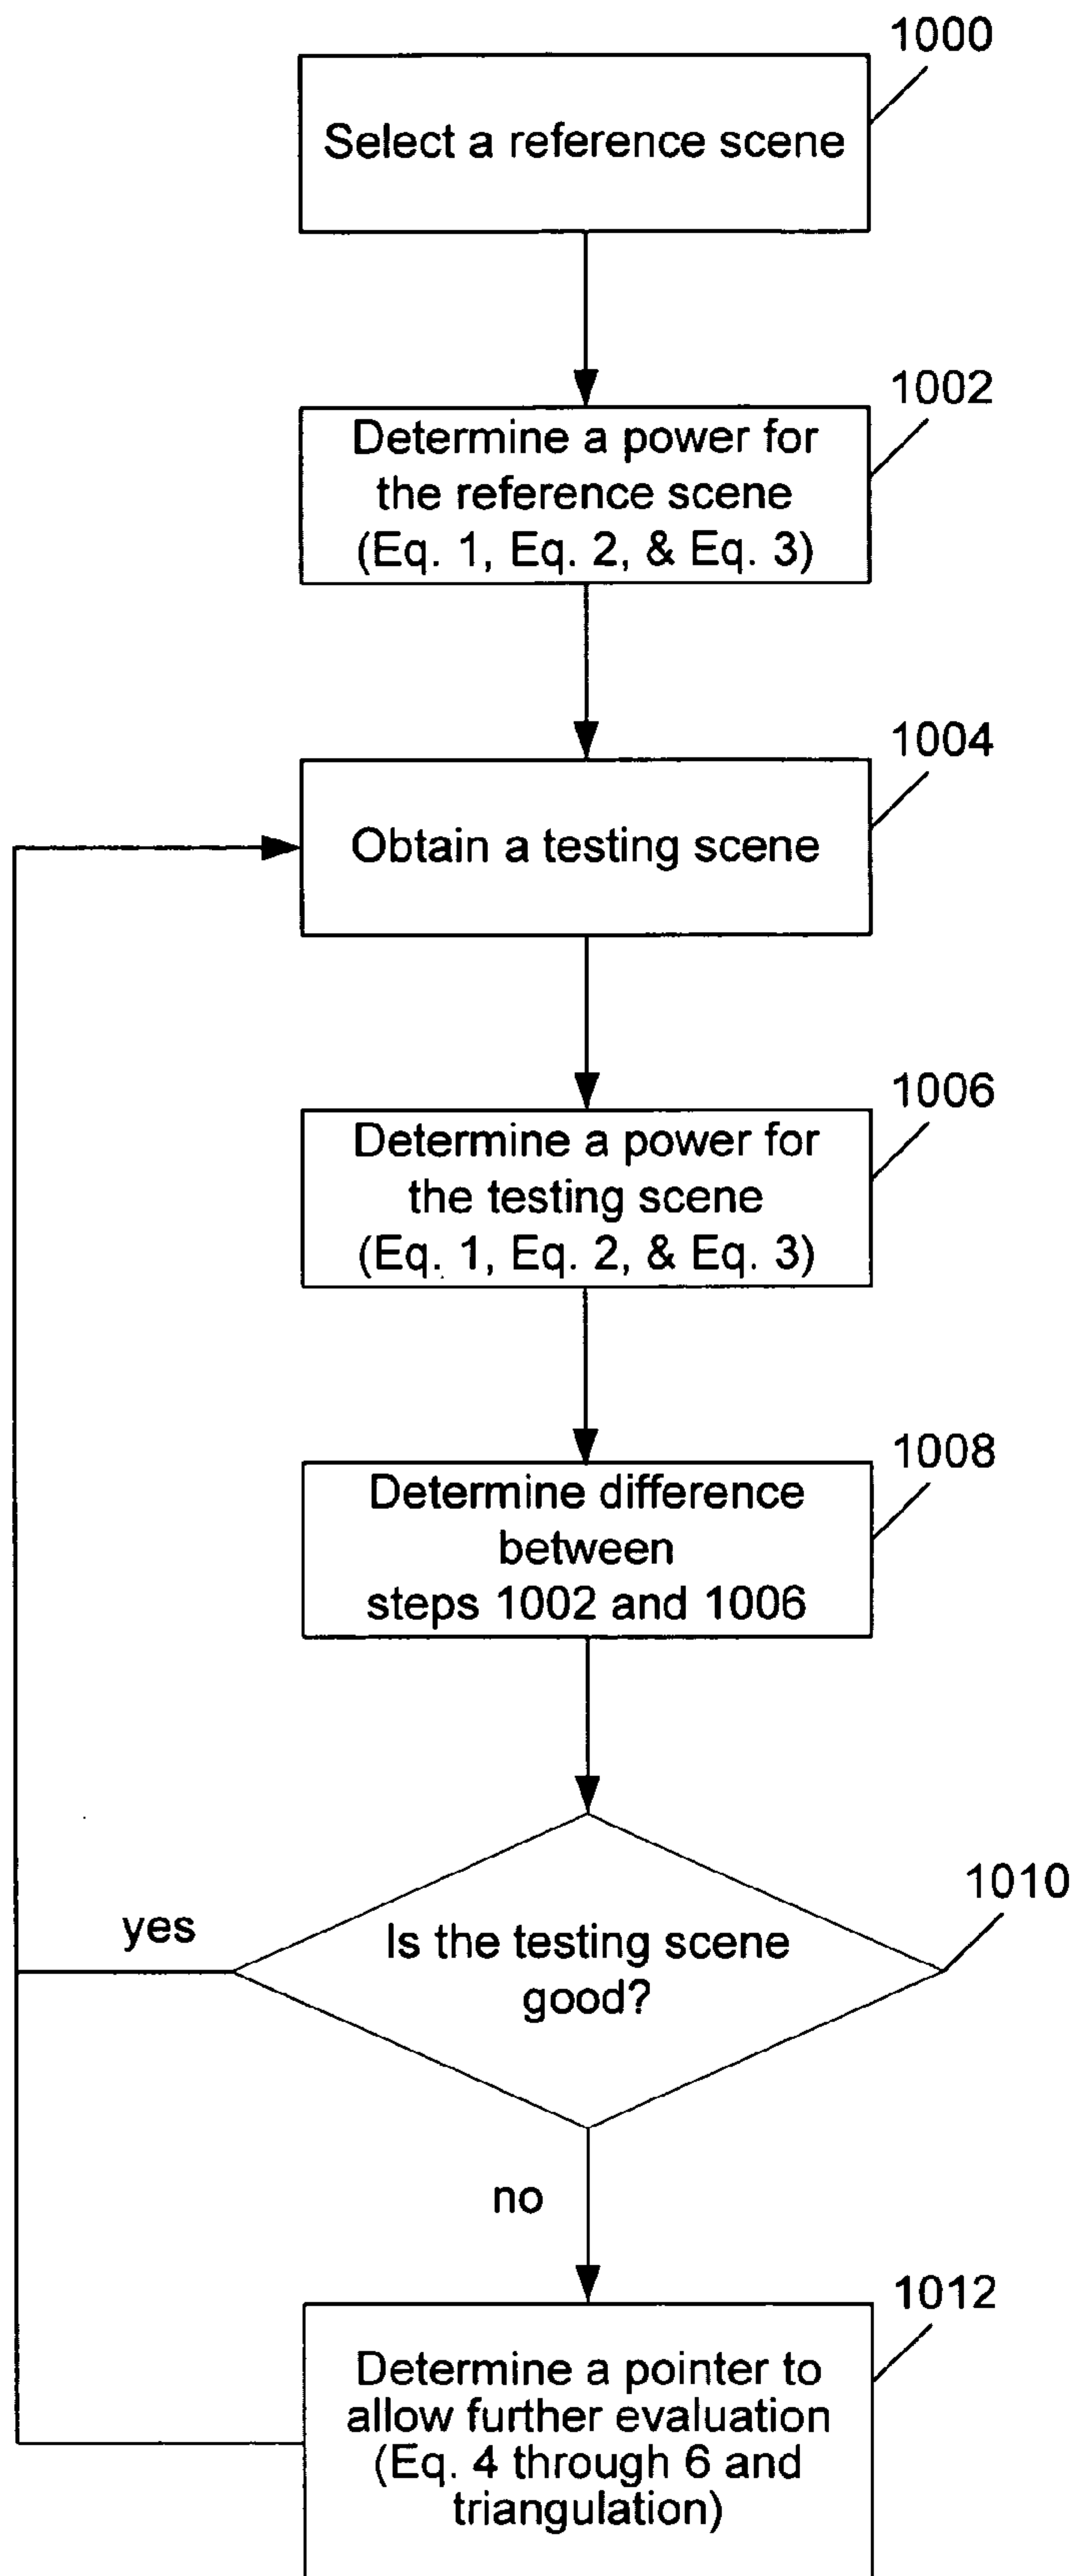 1000
Select a reference scene
1002
Determine a power for
the reference scene
(Eq. 1, Eq. 2, & Eq. 3)
1004
Obtain a testing scene
1006
Determine a power for
the testing scene
(Eq. 1, Eq. 2, & Eq. 3)
1008
Determine difference
between
steps 1002 and 1006
1010
yes
Is the testing scene
good?
no
1012
Determine a pointer to
allow further evaluation
(Eq. 4 through 6 and
triangulation)